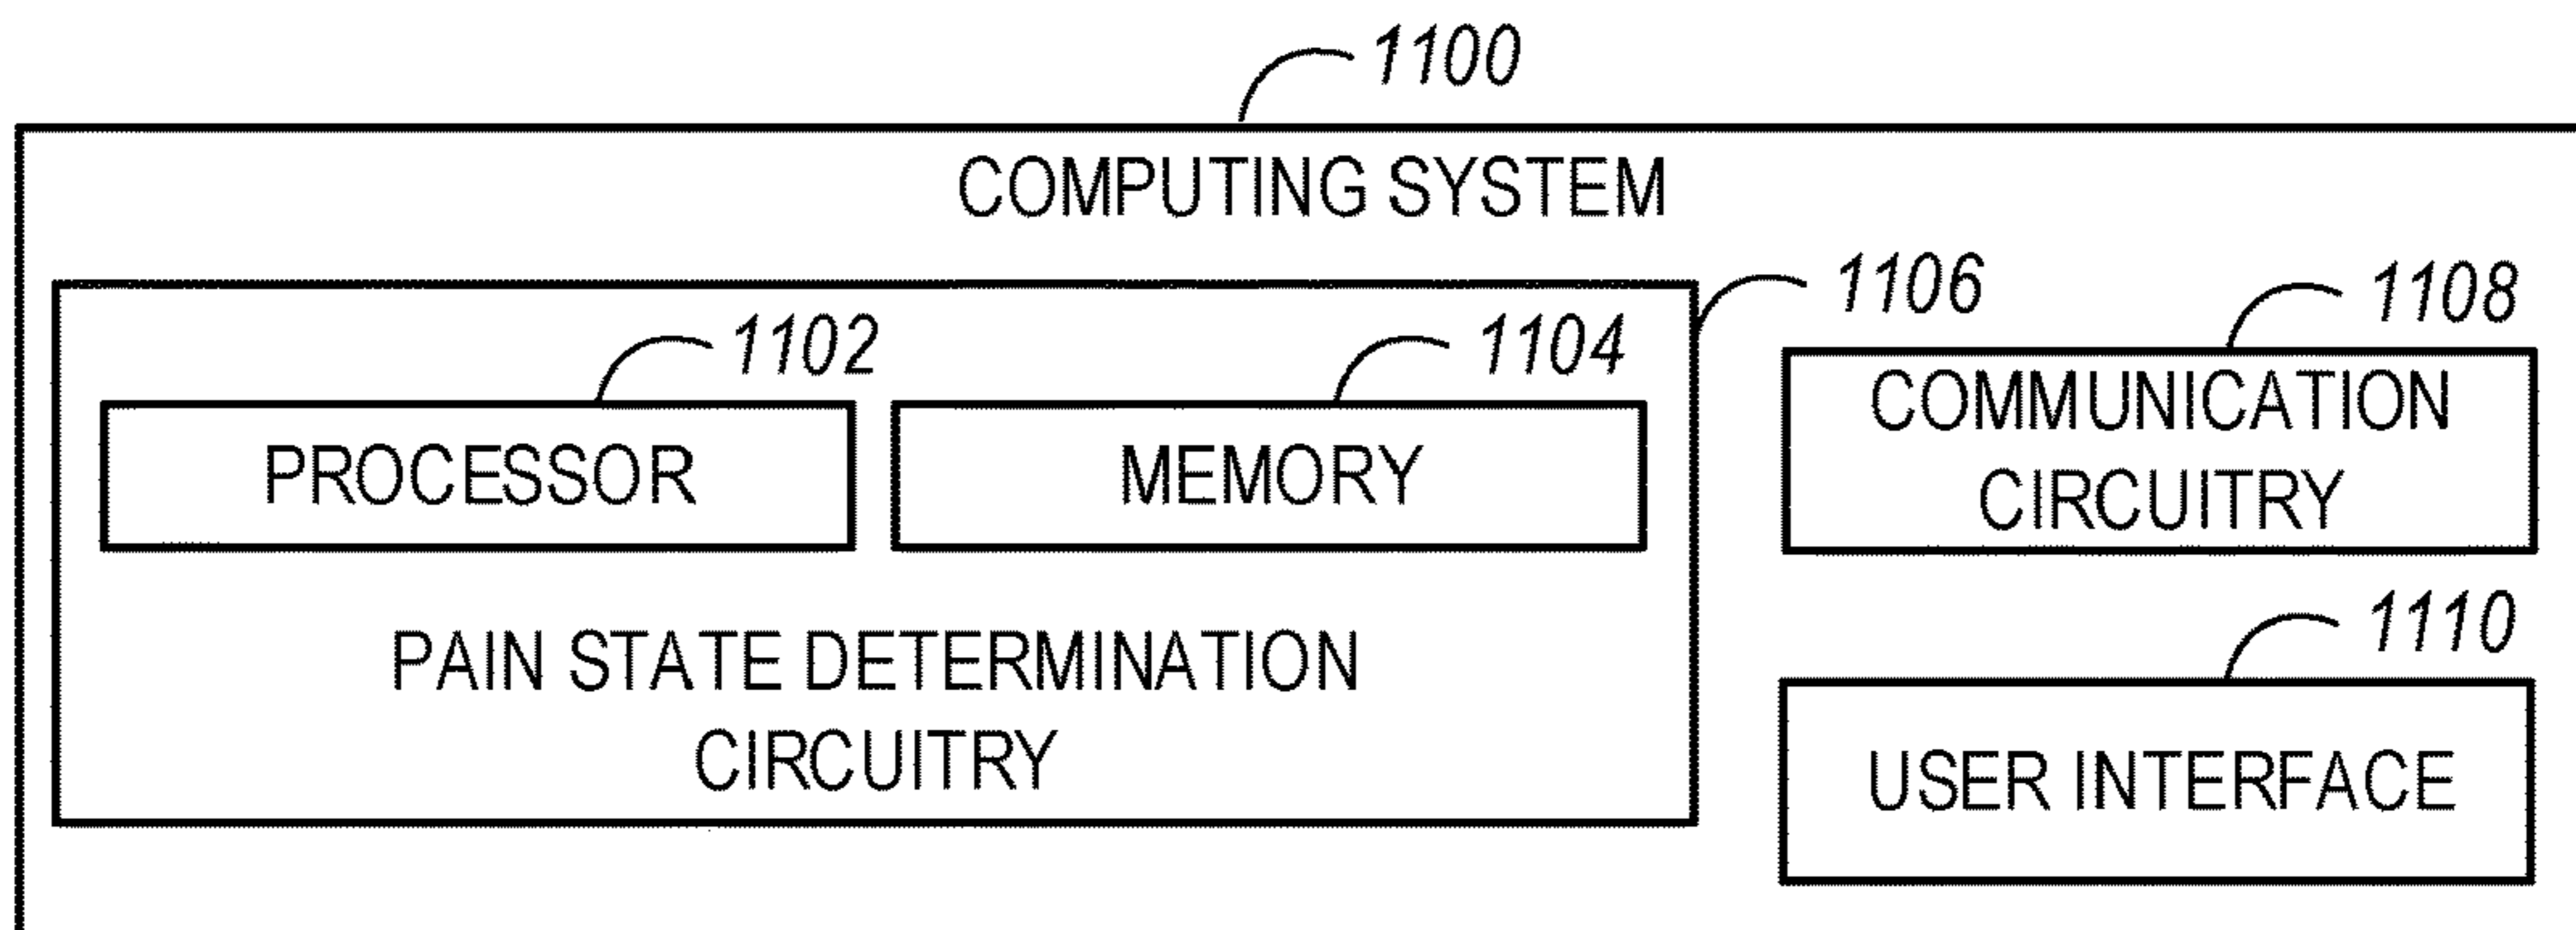 1100
COMPUTING SYSTEM
1106
1108
1102
1104
COMMUNICATION
CIRCUITRY
PROCESSOR
MEMORY
PAIN STATE DETERMINATION
CIRCUITRY
1110
USER INTERFACE